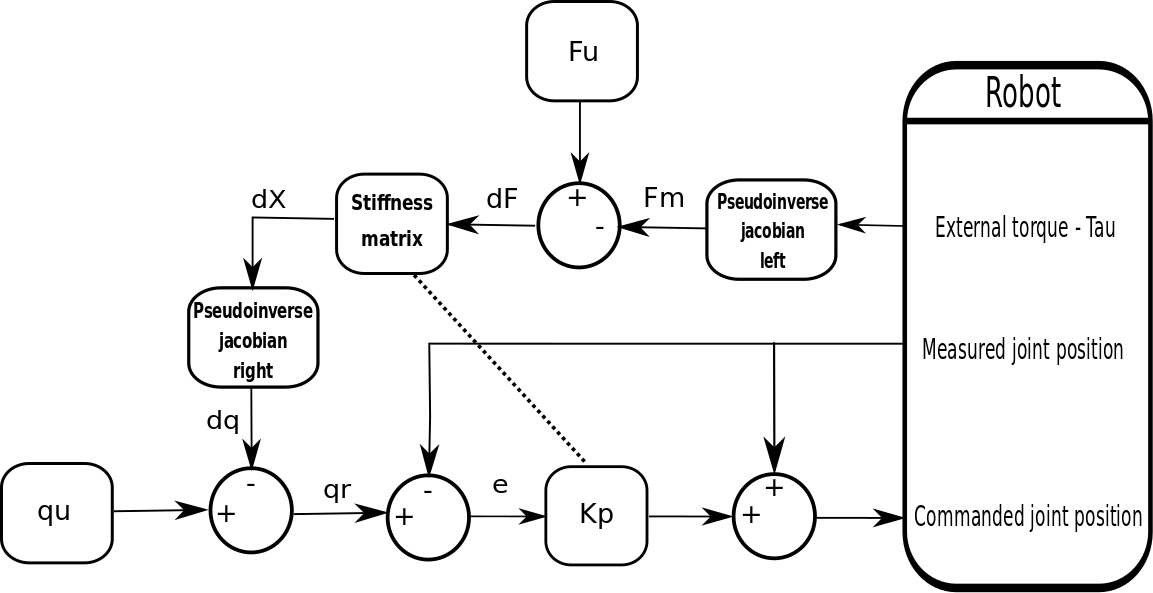 Fu
Robot
+
-
Fm
dF
dX
Stiffness
matrix
Pseudoinverse
jacobian
left
External torque - Tau
Pseudoinverse
jacobian
right
Measured joint position
dq
qu
-
+
qr
-
+
e
Kp
+
+
Commanded joint position